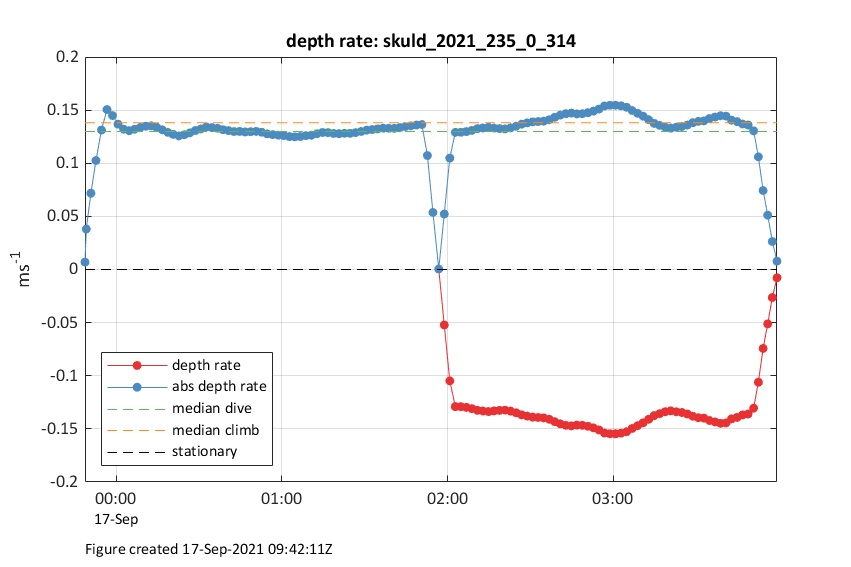 depth rate: skuld_2021_235_0_314
ms-1
0.2
0.15
0.1
0.05
0
-0.05
-0.1
-0.15
-0.2
depth rate
abs depth rate
median dive
median climb
stationary
00:00
01:00
02:00
03:00
17-Sep
Figure created 17-Sep-2021 09:42:11Z